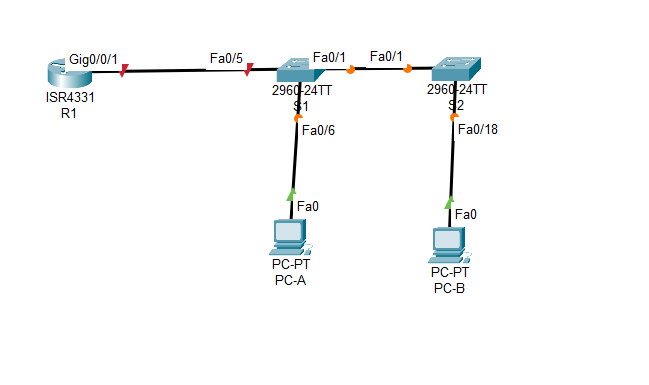 Gig0/0/1
Fa0/5
Fa0/1
Fa0/1
ISR4331
R1
2960-24TT
S1
2960-24TT
S2
Fa0/6
Fa0/18
Fa0
Fa0
PC-PT
PC-A
PC-PT
PC-B